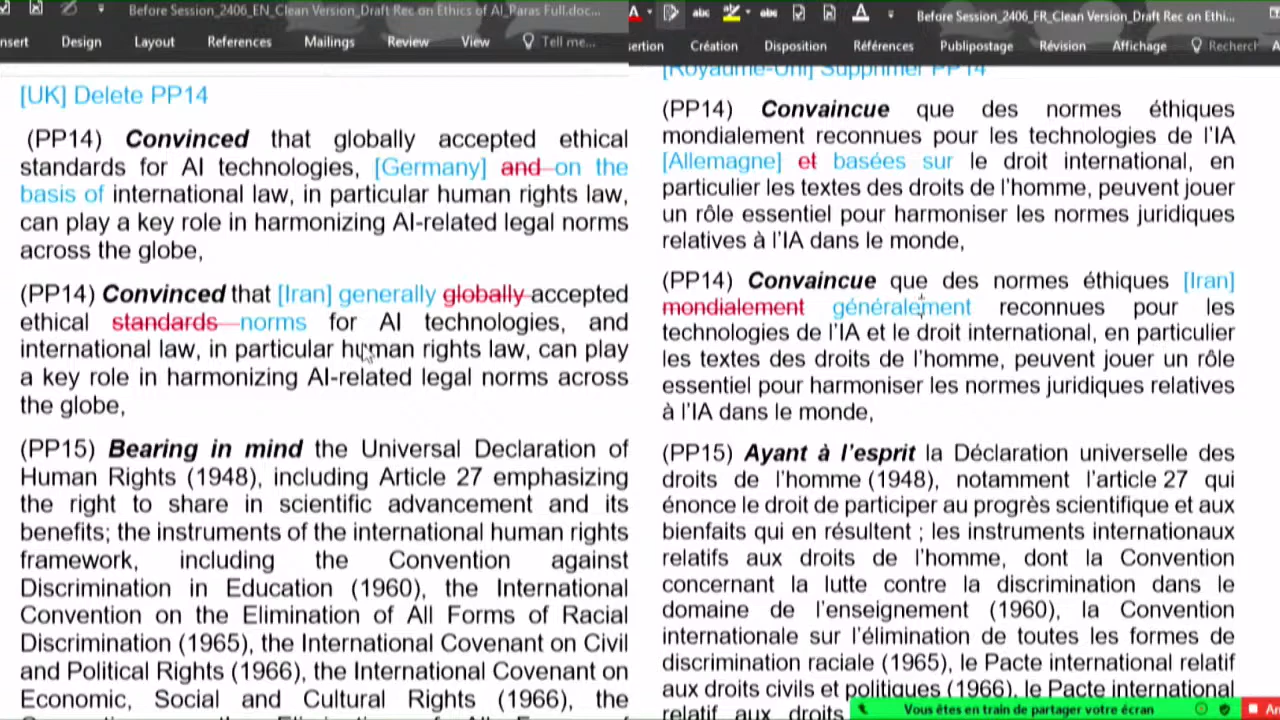 Before Session_2406_EN_Clean Version_Draft Rec on Ethics of AI_Paras Full.doc...
nsert Design Layout References Mailings Review View Tell me...
[UK] Delete PP14
(PP14) Convinced that globally accepted ethical
standards for AI technologies, [Germany] and on the
basis of international law, in particular human rights law,
can play a key role in harmonizing AI-related legal norms
across the globe,
(PP14) Convinced that [Iran] generally globally accepted
ethical standards norms for AI technologies, and
international law, in particular human rights law, can play
a key role in harmonizing AI-related legal norms across
the globe,
(PP15) Bearing in mind the Universal Declaration of
Human Rights (1948), including Article 27 emphasizing
the right to share in scientific advancement and its
benefits; the instruments of the international human rights
framework, including the Convention against
Discrimination in Education (1960), the International
Convention on the Elimination of All Forms of Racial
Discrimination (1965), the International Covenant on Civil
and Political Rights (1966), the International Covenant on
Economic, Social and Cultural Rights (1966), the
Before Session_2406_FR_Clean Version_Draft Rec on Ethi...
sertion Création Disposition Références Publipostage Révision Affichage Recherch
[Royaume-Uni] Supprimer PP14
(PP14) Convaincue que des normes éthiques
mondialement reconnues pour les technologies de l'IA
[Allemagne] et basées sur le droit international, en
particulier les textes des droits de l'homme, peuvent jouer
un rôle essentiel pour harmoniser les normes juridiques
relatives à l'IA dans le monde,
(PP14) Convaincue que des normes éthiques [Iran]
mondialement généralement reconnues pour les
technologies de l'IA et le droit international, en particulier
les textes des droits de l'homme, peuvent jouer un rôle
essentiel pour harmoniser les normes juridiques relatives
à l'IA dans le monde,
(PP15) Ayant à l'esprit la Déclaration universelle des
droits de l'homme (1948), notamment l'article 27 qui
énonce le droit de participer au progrès scientifique et aux
bienfaits qui en résultent ; les instruments internationaux
relatifs aux droits de l'homme, dont la Convention
concernant la lutte contre la discrimination dans le
domaine de l'enseignement (1960), la Convention
internationale sur l'élimination de toutes les formes de
discrimination raciale (1965), le Pacte international relatif
aux droits civils et politiques (1966), le Pacte international
relatif aux droits
Vous êtes en train de partager votre écran